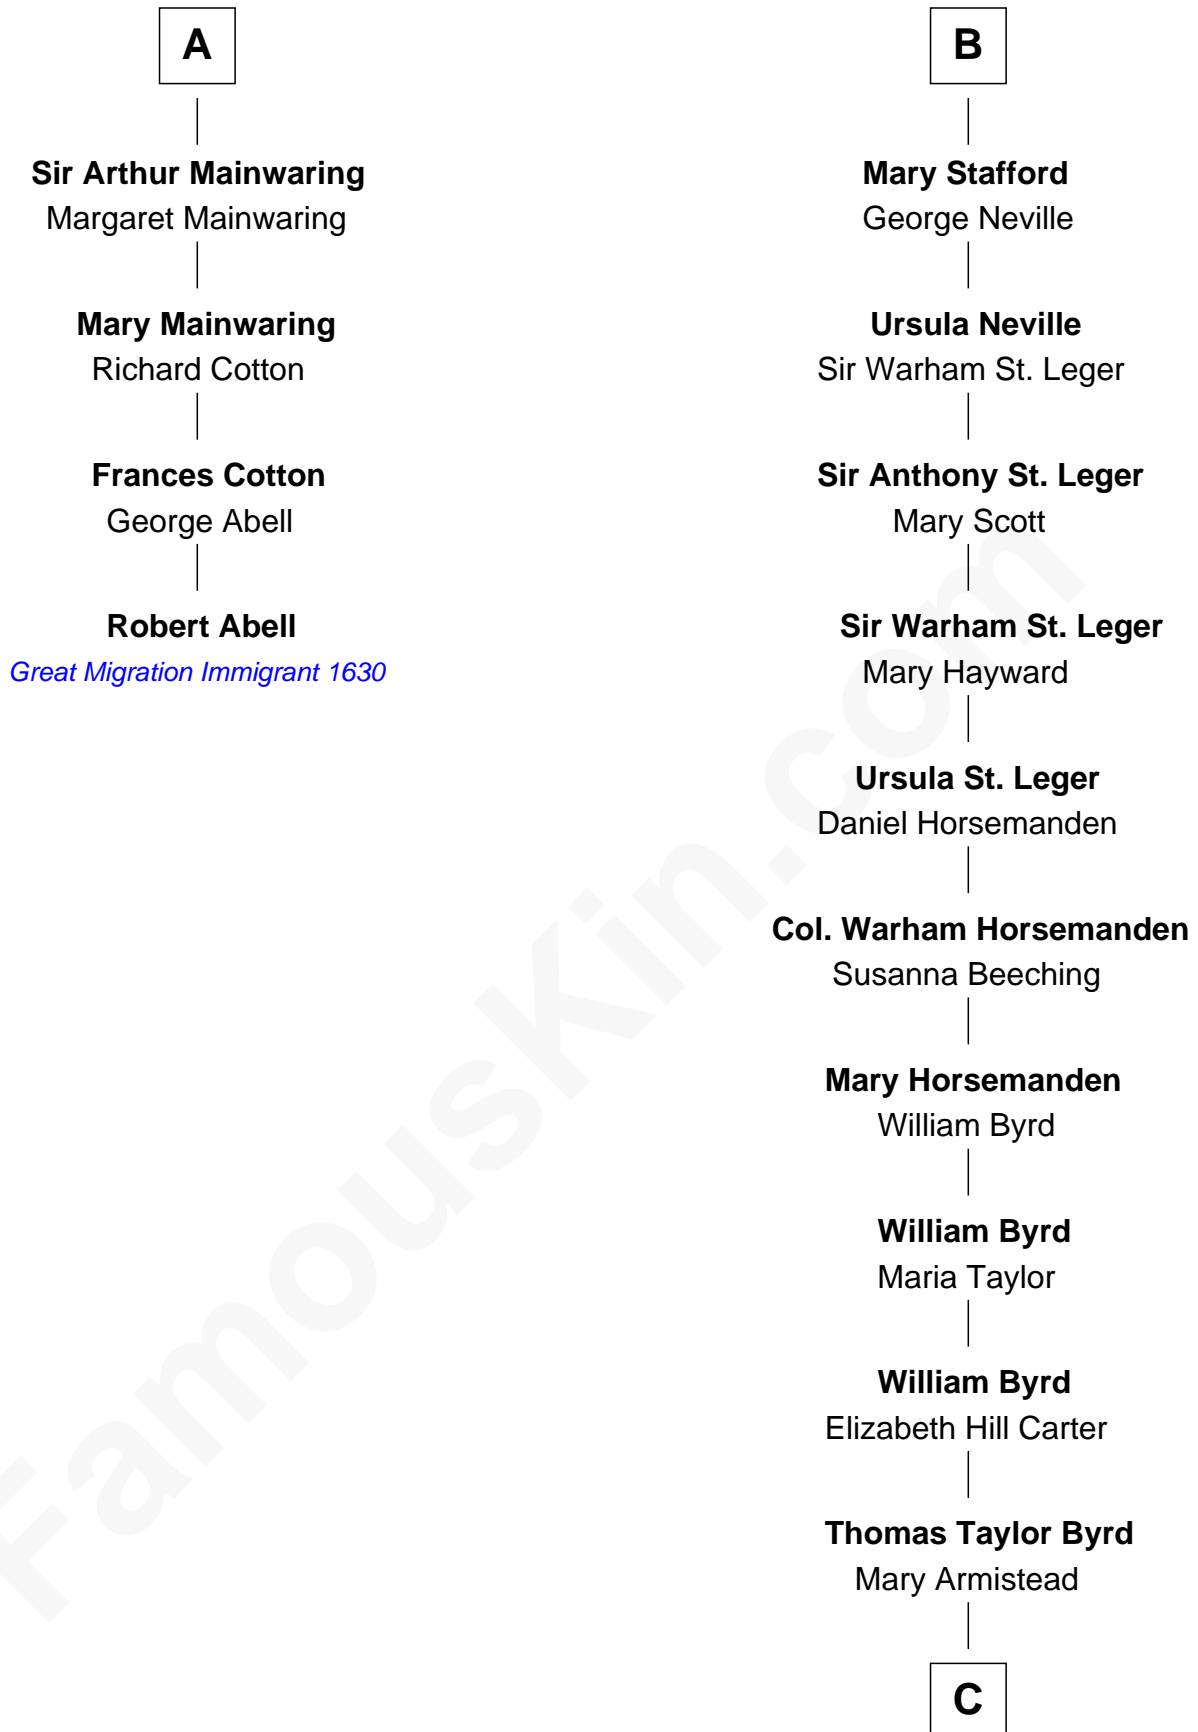 A
Sir Arthur Mainwaring
Margaret Mainwaring
Mary Mainwaring
Richard Cotton
Frances Cotton
George Abell
Robert Abell
Great Migration Immigrant 1630
B
Mary Stafford
George Neville
Ursula Neville
Sir Warham St. Leger
Sir Anthony St. Leger
Mary Scott
Sir Warham St. Leger
Mary Hayward
Ursula St. Leger
Daniel Horsemanden
Col. Warham Horsemanden
Susanna Beeching
Mary Horsemanden
William Byrd
William Byrd
Maria Taylor
William Byrd
Elizabeth Hill Carter
Thomas Taylor Byrd
Mary Armistead
C
FamousKin.com